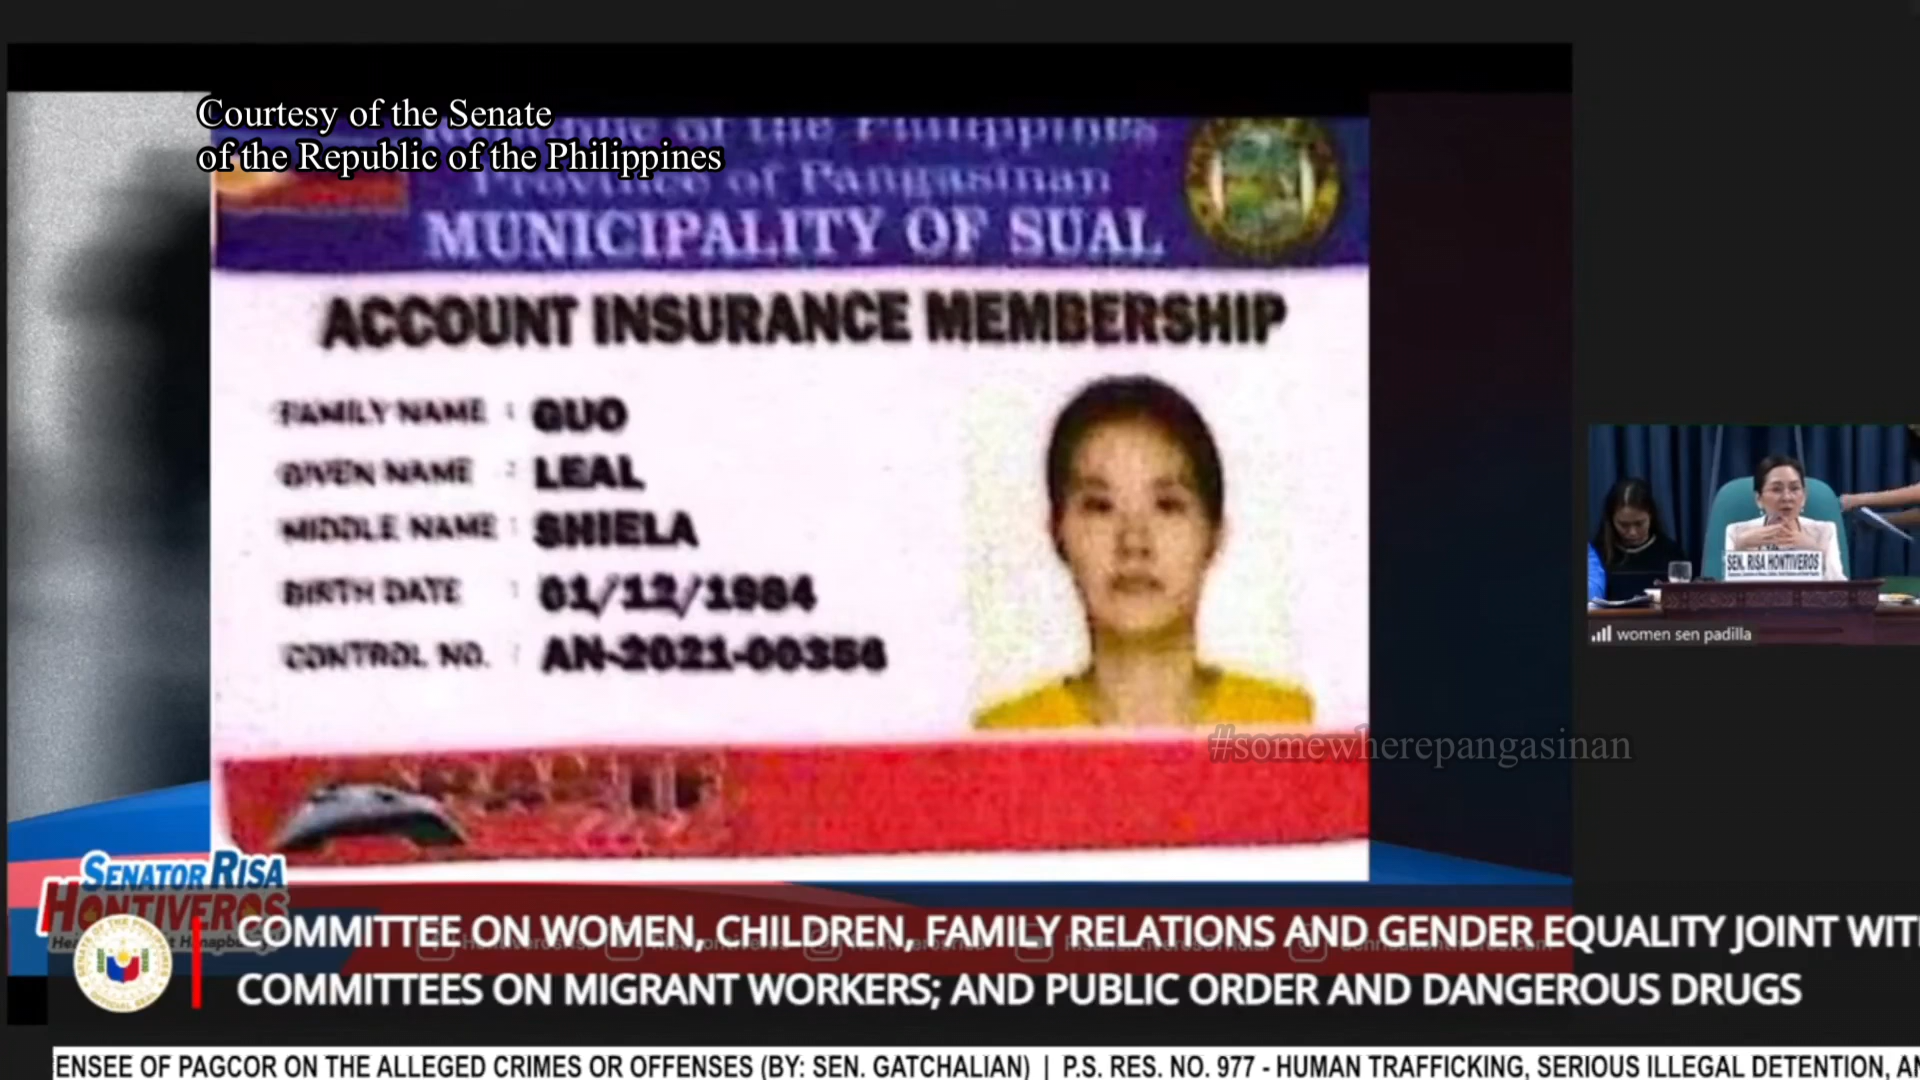 Courtesy of the Senate
of the Republic of the Philippines
of the Philippines
Province of Pangasinan
MUNICIPALITY OF SUAL
ACCOUNT INSURANCE MEMBERSHIP
FAMILY NAME : GUO
GIVEN NAME : LEAL
MIDDLE NAME : SHIELA
BIRTH DATE : 01/12/1984
CONTROL NO. : AN-2021-00356
SEN. RISA HONTIVEROS
women sen padilla
#somewherepangasinan
SENATOR RISA
HONTIVEROS
COMMITTEE ON WOMEN, CHILDREN, FAMILY RELATIONS AND GENDER EQUALITY JOINT WIT
COMMITTEES ON MIGRANT WORKERS; AND PUBLIC ORDER AND DANGEROUS DRUGS
ENSEE OF PAGCOR ON THE ALLEGED CRIMES OR OFFENSES (BY: SEN. GATCHALIAN) | P.S. RES. NO. 977 - HUMAN TRAFFICKING, SERIOUS ILLEGAL DETENTION, AN